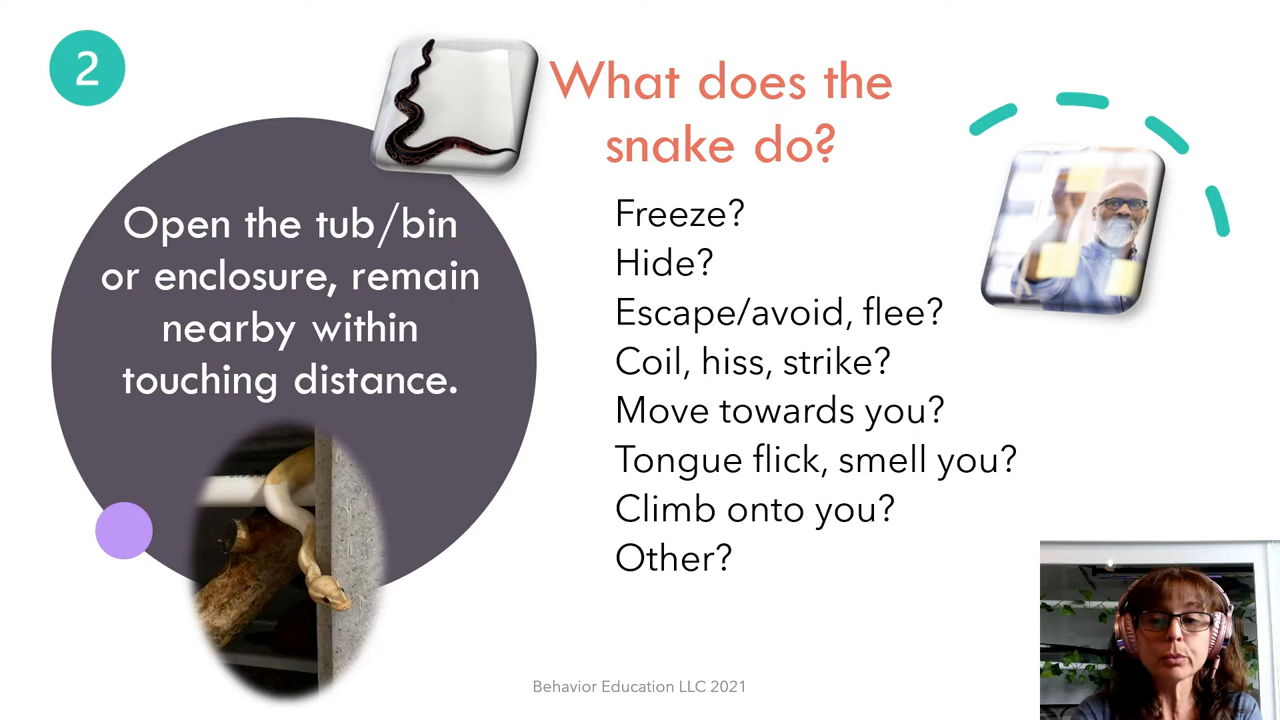 2
What does the
snake do?
Open the tub/bin
or enclosure, remain
nearby within
touching distance.
Freeze?
Hide?
Escape/avoid, flee?
Coil, hiss, strike?
Move towards you?
Tongue flick, smell you?
Climb onto you?
Other?
Behavior Education LLC 2021